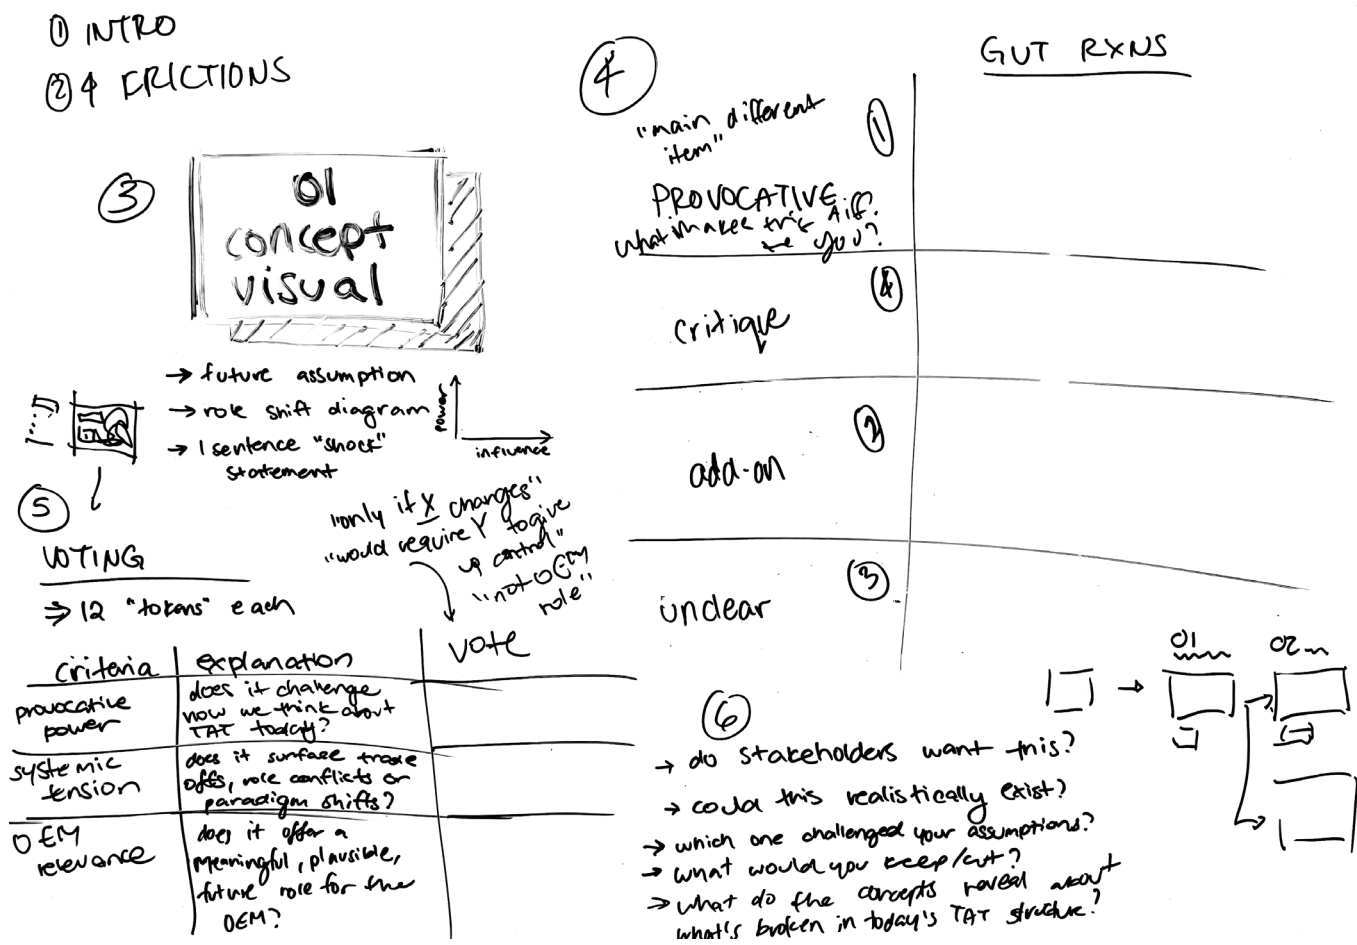 ① INTRO
② 4 FRICTIONS
③
01
concept
visual
→ future assumption
→ role shift diagram
→ 1 sentence "shock"
statement
power
influence
⑤
VOTING
→ 12 "tokens" each
"only if X changes"
"would require Y to give
up control"
"not OEM
role"
criteria
explanation
vote
provocative
power
does it challenge
how we think about
TAT today?
systemic
tension
does it surface trade
offs, role conflicts or
paradigm shifts?
OEM
relevance
does it offer a
meaningful, plausible,
future role for the
OEM?
④
GUT RXNS
"main different
item"
①
PROVOCATIVE
what makes this diff.
you?
critique
④
add-on
②
unclear
③
⑥
→ do stakeholders want this?
→ could this realistically exist?
→ which one challenged your assumptions?
→ what would you keep/cut?
→ what do the concepts reveal about
what's broken in today's TAT structure?
01
02